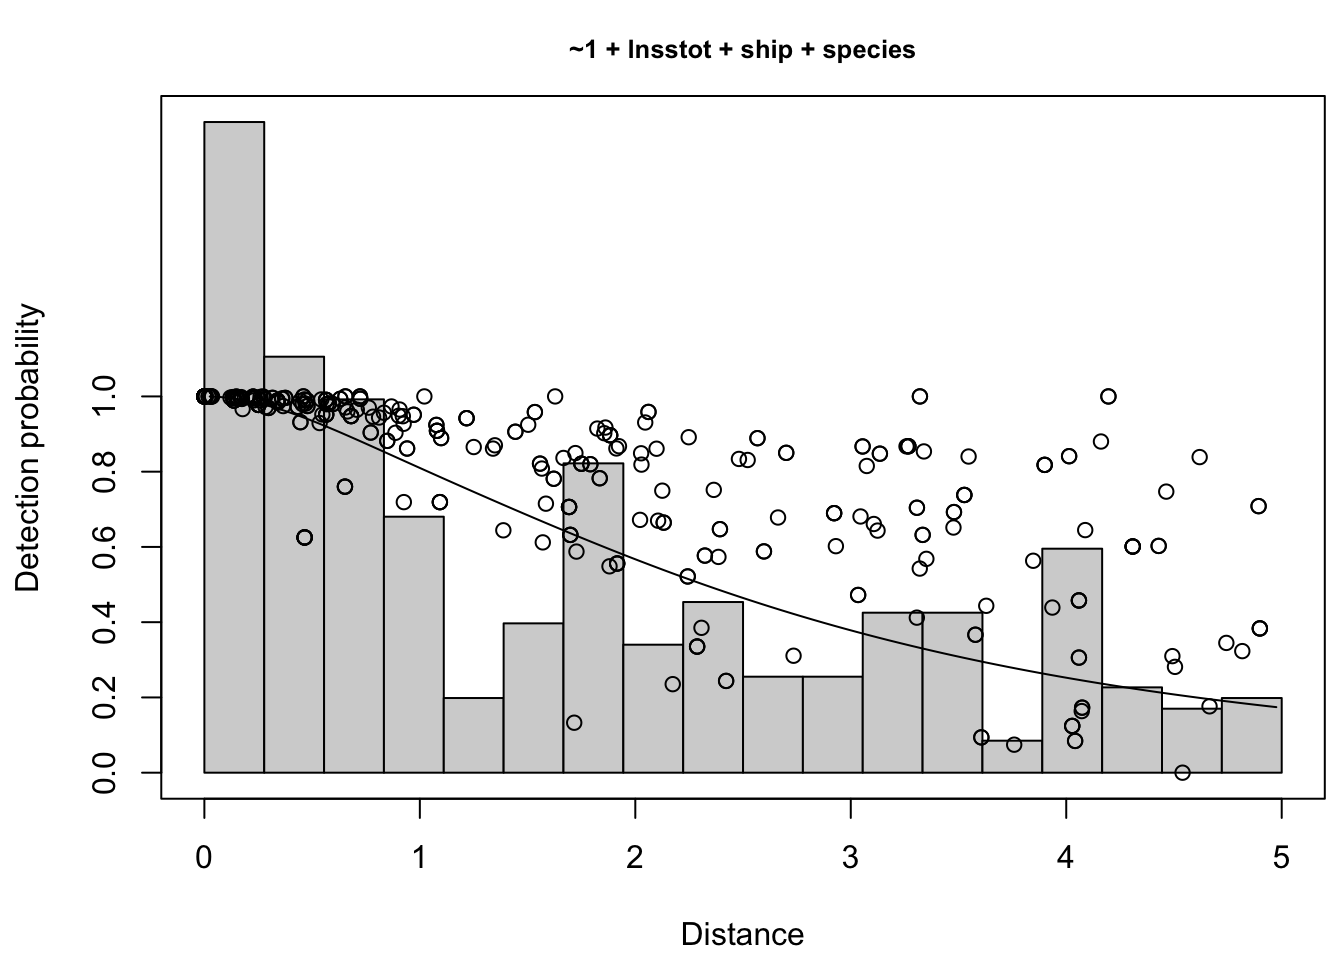 ~1 + lnsstot + ship + species
Detection probability
1.0
0.8
0.6
0.4
0.2
0.0
0 1 2 3 4 5
Distance